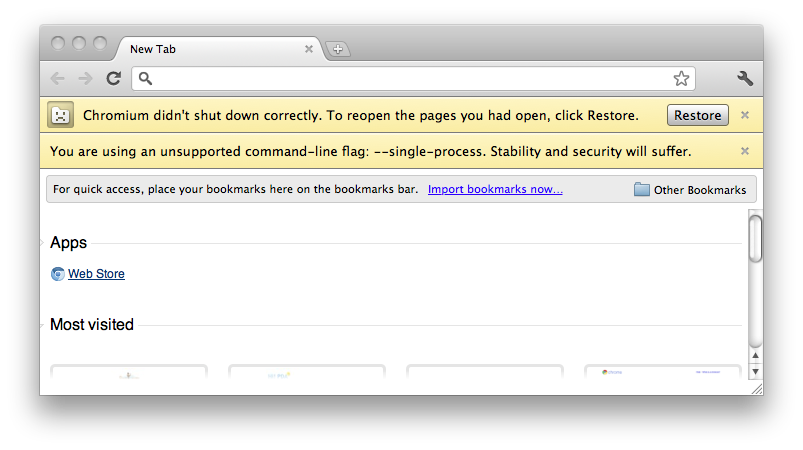 New Tab
Chromium didn't shut down correctly. To reopen the pages you had open, click Restore.
Restore
You are using an unsupported command-line flag: --single-process. Stability and security will suffer.
For quick access, place your bookmarks here on the bookmarks bar. Import bookmarks now...
Other Bookmarks
Apps
Web Store
Most visited